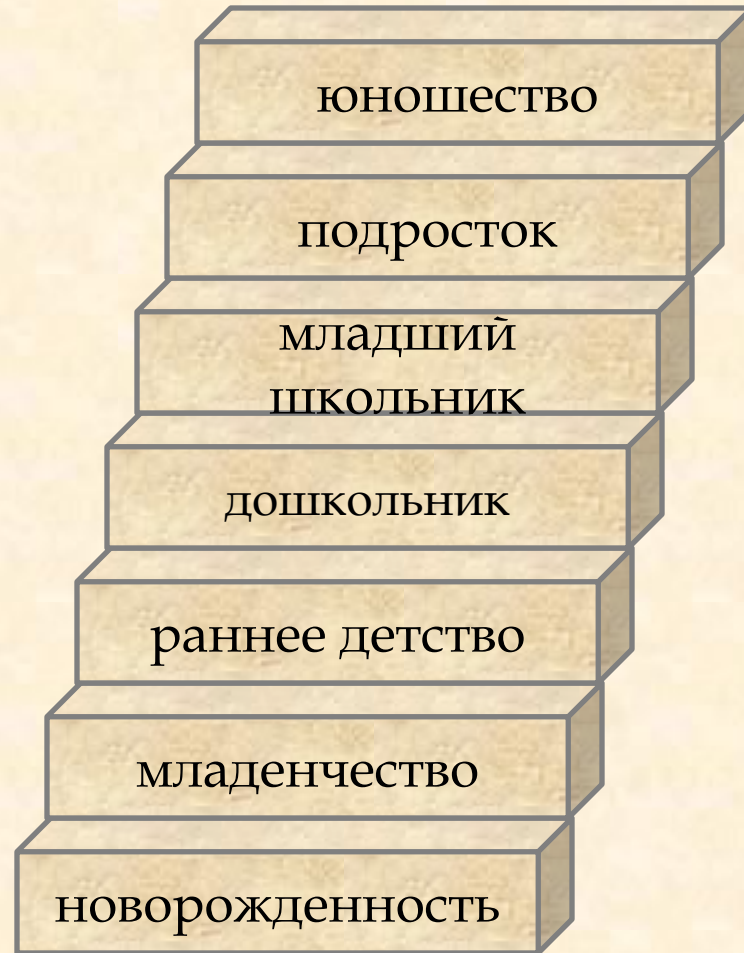 юношество
подросток
младший
школьник
дошкольник
раннее детство
младенчество
новорожденность